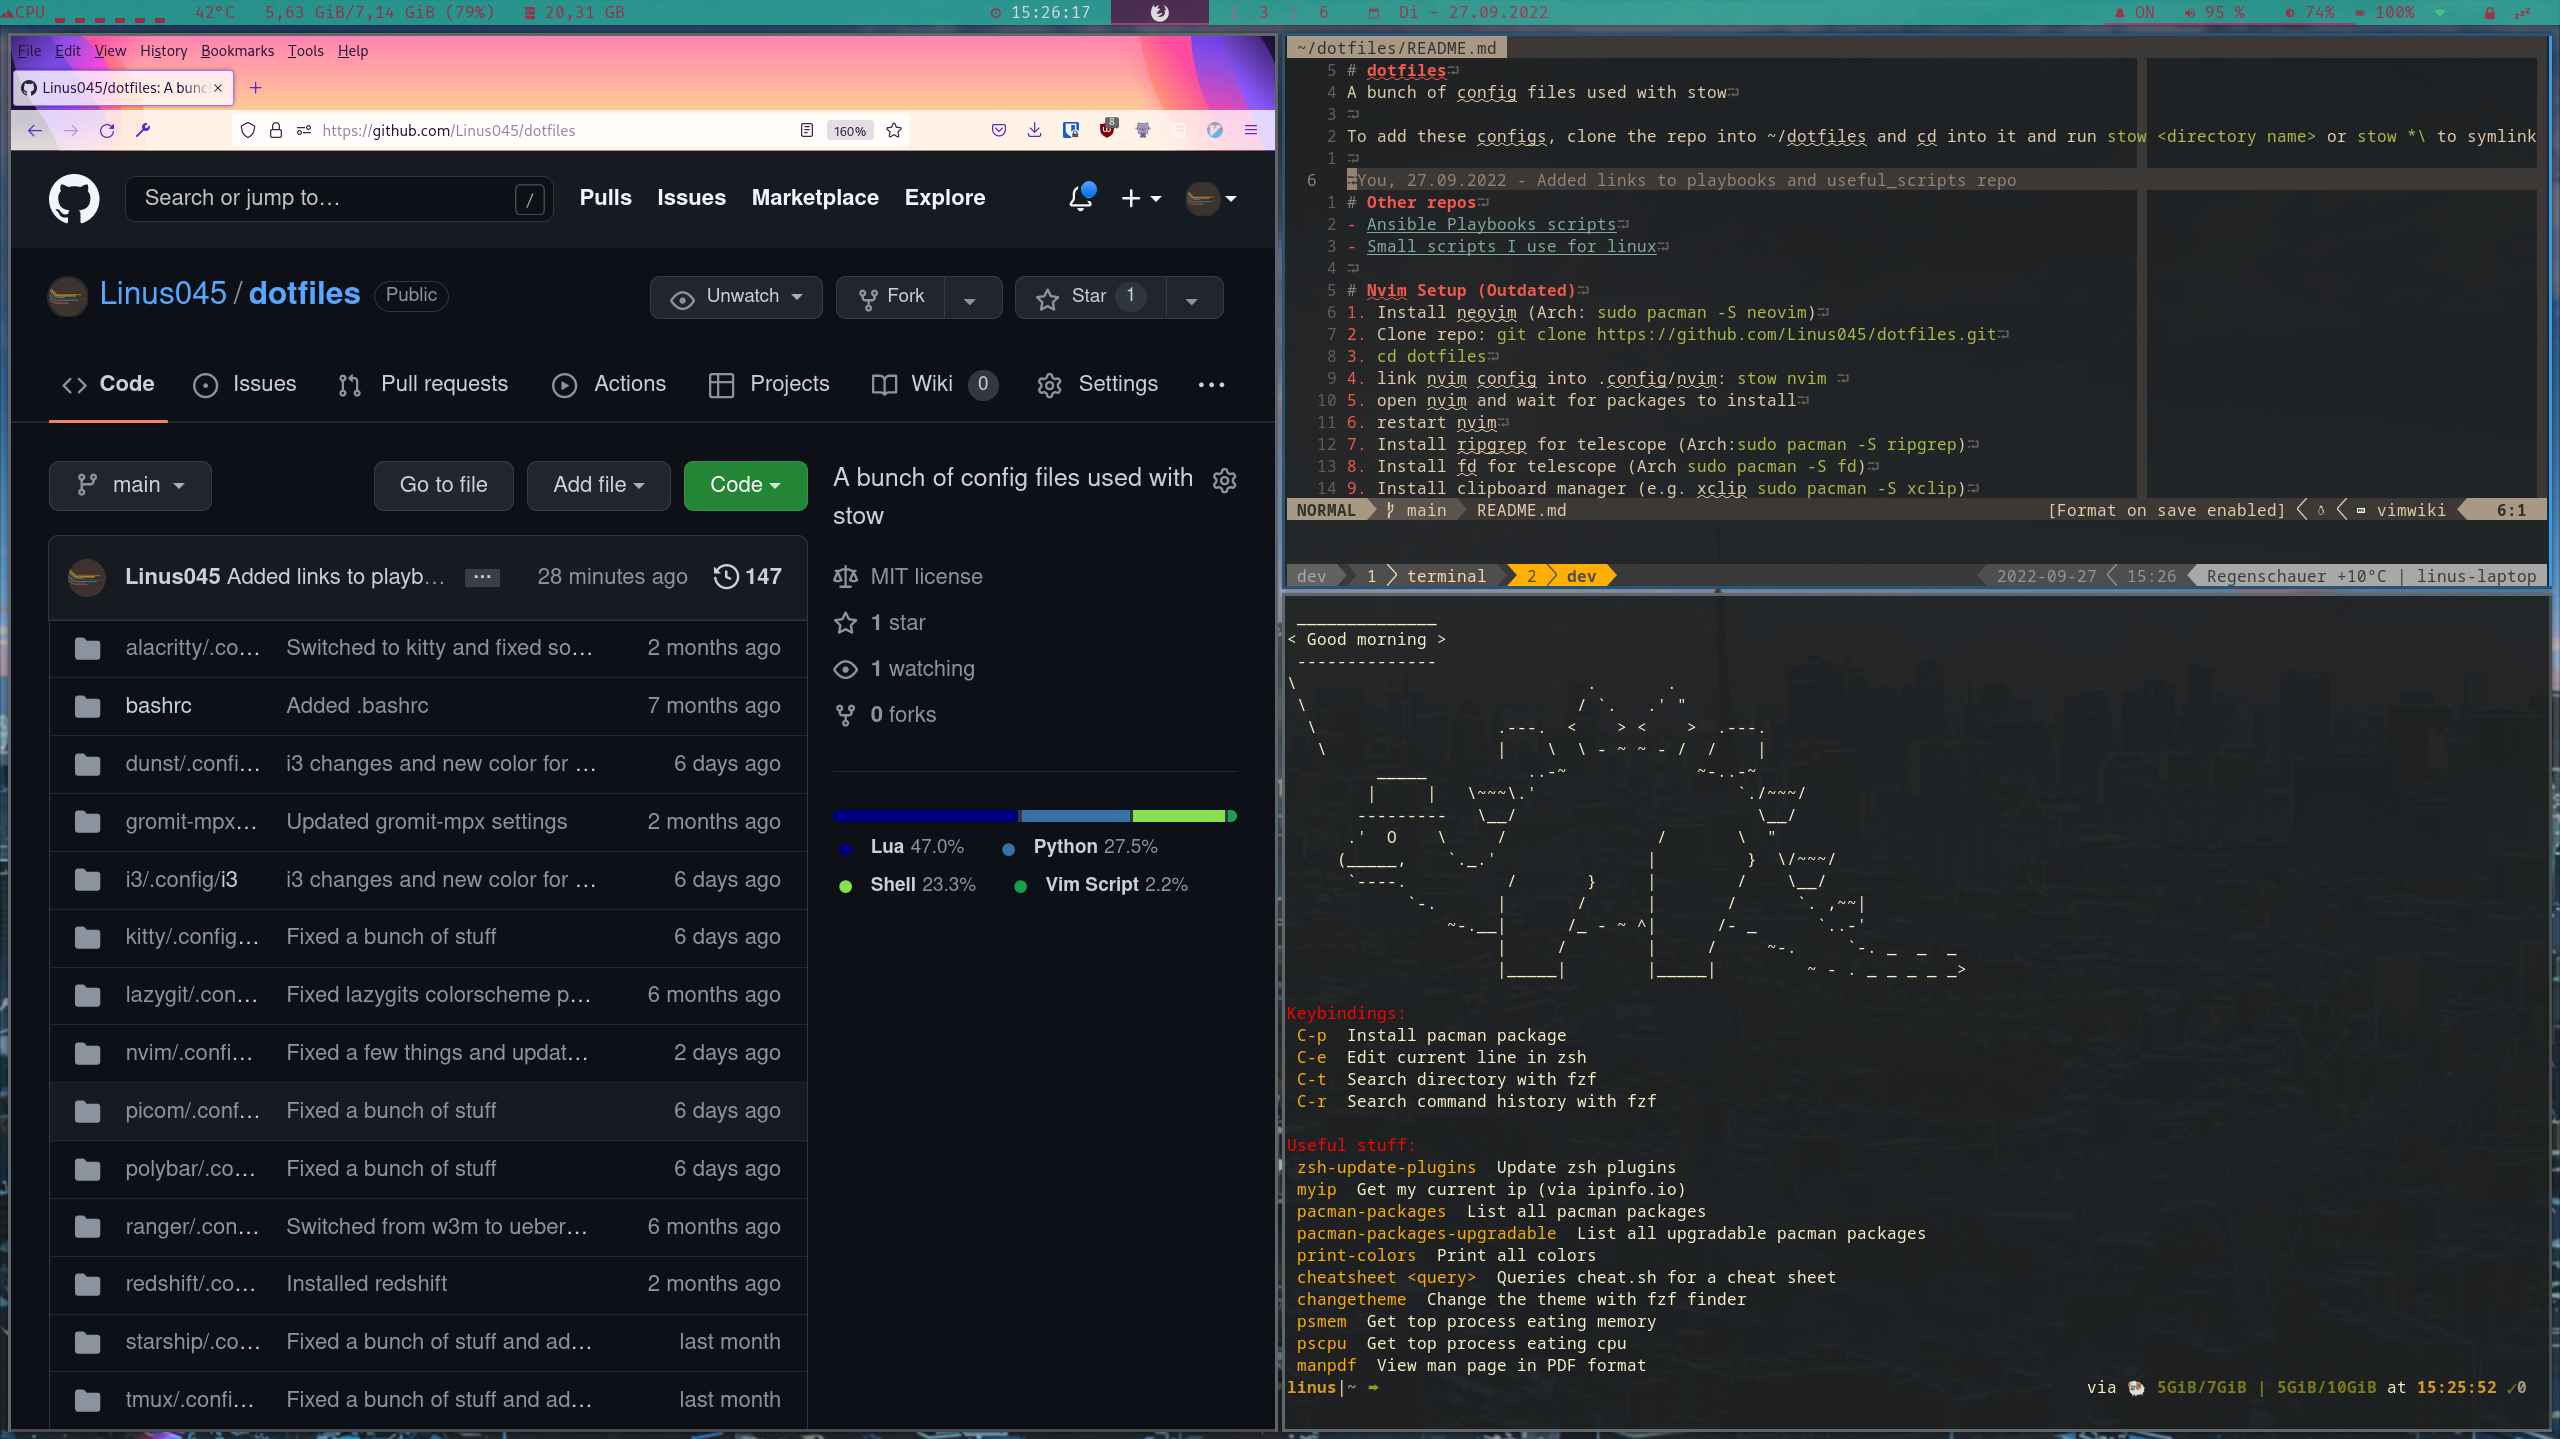 CPU 42°C 5,63 GiB/7,14 GiB (79%) 20,31 GB 15:26:17 3 6 Di - 27.09.2022 ON 95 % 74% 100%
File Edit View History Bookmarks Tools Help
Linus045/dotfiles: A bunc
https://github.com/Linus045/dotfiles 160% 8
Search or jump to… / Pulls Issues Marketplace Explore
Linus045 / dotfiles Public Unwatch Fork Star 1
Code Issues Pull requests Actions Projects Wiki 0 Settings
main Go to file Add file Code
Linus045 Added links to playb… 28 minutes ago 147
alacritty/.co… Switched to kitty and fixed so… 2 months ago
bashrc Added .bashrc 7 months ago
dunst/.confi… i3 changes and new color for … 6 days ago
gromit-mpx… Updated gromit-mpx settings 2 months ago
i3/.config/i3 i3 changes and new color for … 6 days ago
kitty/.config… Fixed a bunch of stuff 6 days ago
lazygit/.con… Fixed lazygits colorscheme p… 6 months ago
nvim/.confi… Fixed a few things and updat… 2 days ago
picom/.conf… Fixed a bunch of stuff 6 days ago
polybar/.co… Fixed a bunch of stuff 6 days ago
ranger/.con… Switched from w3m to ueber… 6 months ago
redshift/.co… Installed redshift 2 months ago
starship/.co… Fixed a bunch of stuff and ad… last month
tmux/.confi… Fixed a bunch of stuff and ad… last month
A bunch of config files used with
stow
MIT license
1 star
1 watching
0 forks
Lua 47.0% Python 27.5%
Shell 23.3% Vim Script 2.2%
~/dotfiles/README.md
5 # dotfiles
4 A bunch of config files used with stow
3
2 To add these configs, clone the repo into ~/dotfiles and cd into it and run stow <directory name> or stow *\ to symlink
1
6 You, 27.09.2022 - Added links to playbooks and useful_scripts repo
1 # Other repos
2 - Ansible Playbooks scripts
3 - Small scripts I use for linux
4
5 # Nvim Setup (Outdated)
6 1. Install neovim (Arch: sudo pacman -S neovim)
7 2. Clone repo: git clone https://github.com/Linus045/dotfiles.git
8 3. cd dotfiles
9 4. link nvim config into .config/nvim: stow nvim
10 5. open nvim and wait for packages to install
11 6. restart nvim
12 7. Install ripgrep for telescope (Arch:sudo pacman -S ripgrep)
13 8. Install fd for telescope (Arch sudo pacman -S fd)
14 9. Install clipboard manager (e.g. xclip sudo pacman -S xclip)
NORMAL main README.md [Format on save enabled] vimwiki 6:1
dev 1 terminal 2 dev 2022-09-27 15:26 Regenschauer +10°C | linus-laptop
< Good morning >
Keybindings:
C-p Install pacman package
C-e Edit current line in zsh
C-t Search directory with fzf
C-r Search command history with fzf
Useful stuff:
zsh-update-plugins Update zsh plugins
myip Get my current ip (via ipinfo.io)
pacman-packages List all pacman packages
pacman-packages-upgradable List all upgradable pacman packages
print-colors Print all colors
cheatsheet <query> Queries cheat.sh for a cheat sheet
changetheme Change the theme with fzf finder
psmem Get top process eating memory
pscpu Get top process eating cpu
manpdf View man page in PDF format
linus|~ ➡ via 🐏 5GiB/7GiB | 5GiB/10GiB at 15:25:52 ✓0